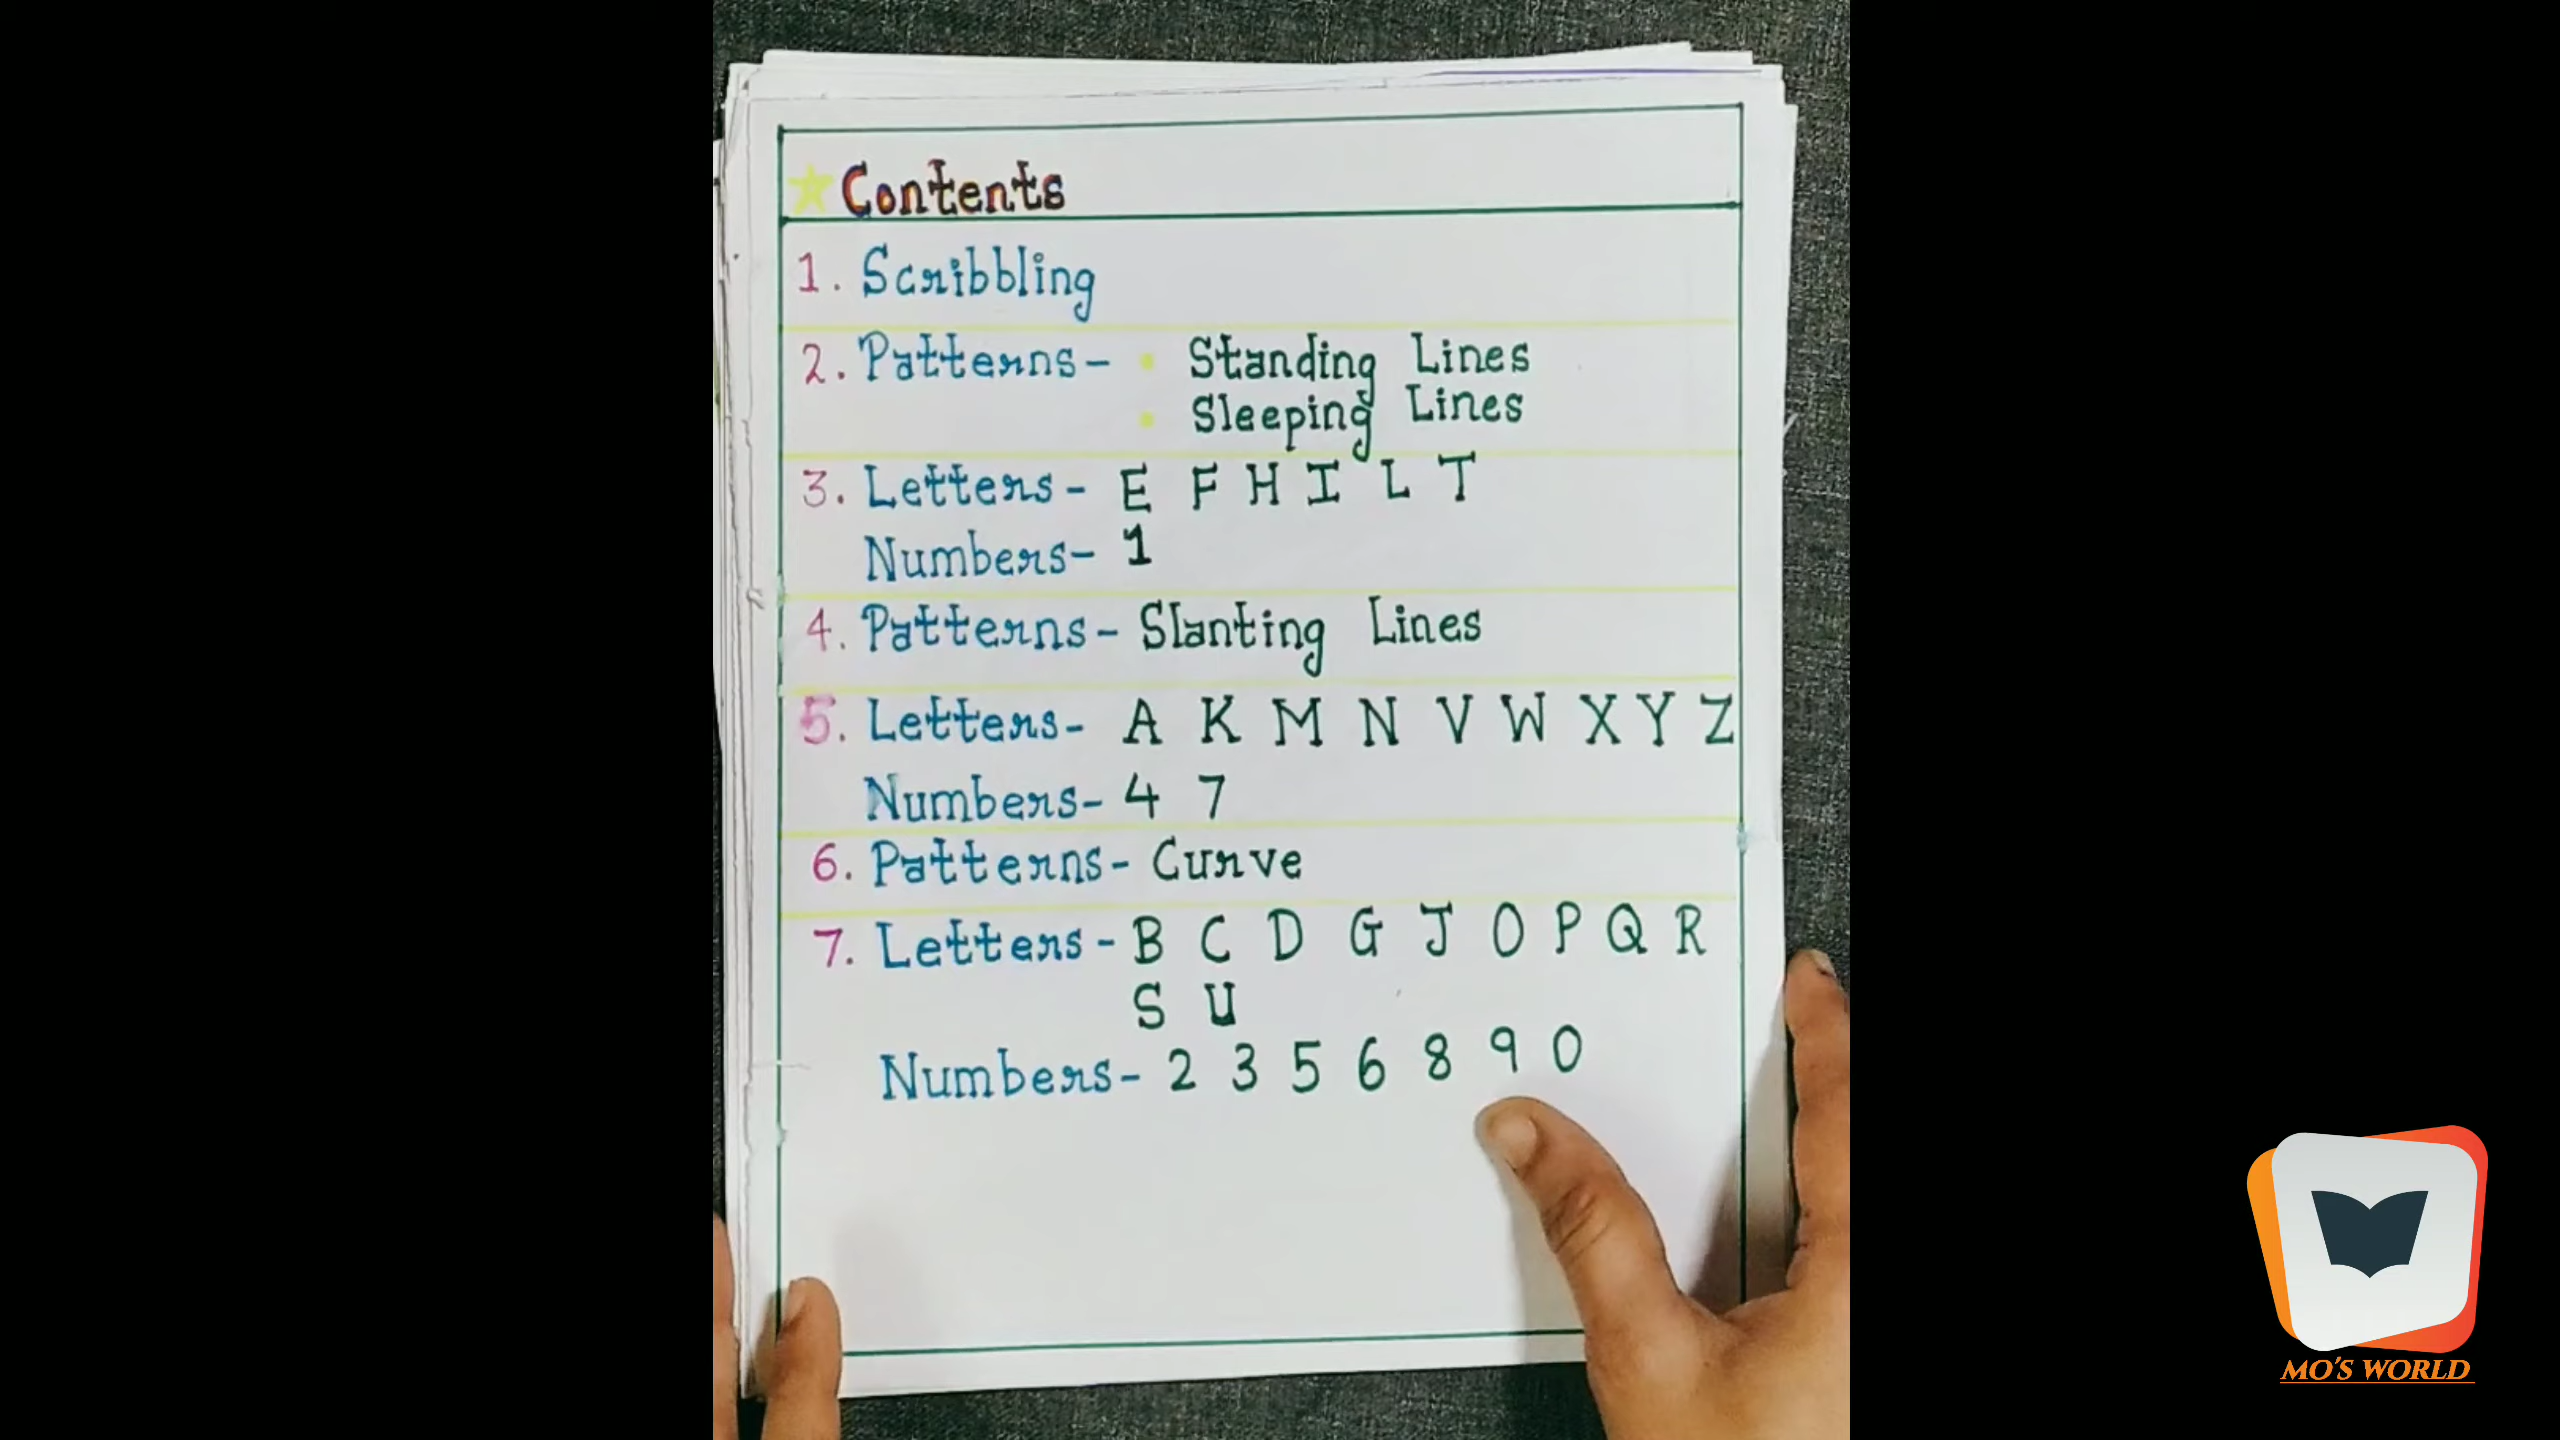 Contents
1. Scribbling
2. Patterns - • Standing Lines
• Sleeping Lines
3. Letters - E F H I L T
Numbers - 1
4. Patterns - Slanting Lines
5. Letters - A K M N V W X Y Z
Numbers - 4 7
6. Patterns - Curve
7. Letters - B C D G J O P Q R
S U
Numbers - 2 3 5 6 8 9 0
MO'S WORLD